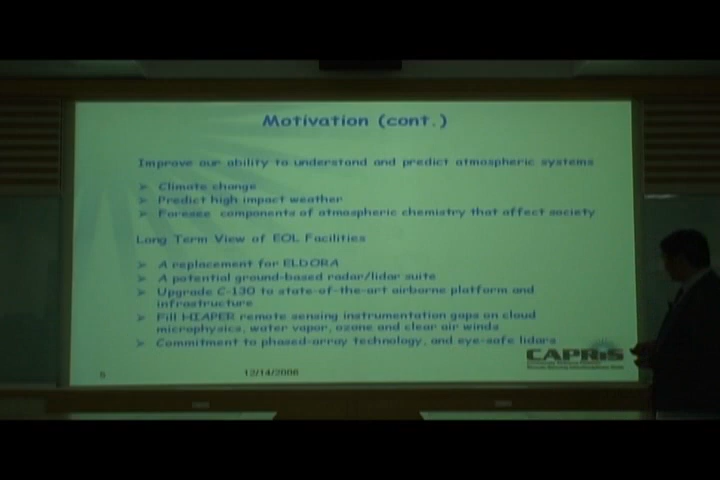 Motivation (cont.)
Improve our ability to understand and predict atmospheric systems
➢ Climate change
➢ Predict high impact weather
➢ Foresee components of atmospheric chemistry that affect society
Long Term View of EOL Facilities
➢ A replacement for ELDORA
➢ A potential ground-based radar/lidar suite
➢ Upgrade C-130 to state-of-the-art airborne platform and
infrastructure
➢ Fill HIAPER remote sensing instrumentation gaps on cloud
microphysics, water vapor, ozone and clear air winds
➢ Commitment to phased-array technology, and eye-safe lidars
CAPRIS
12/14/2006